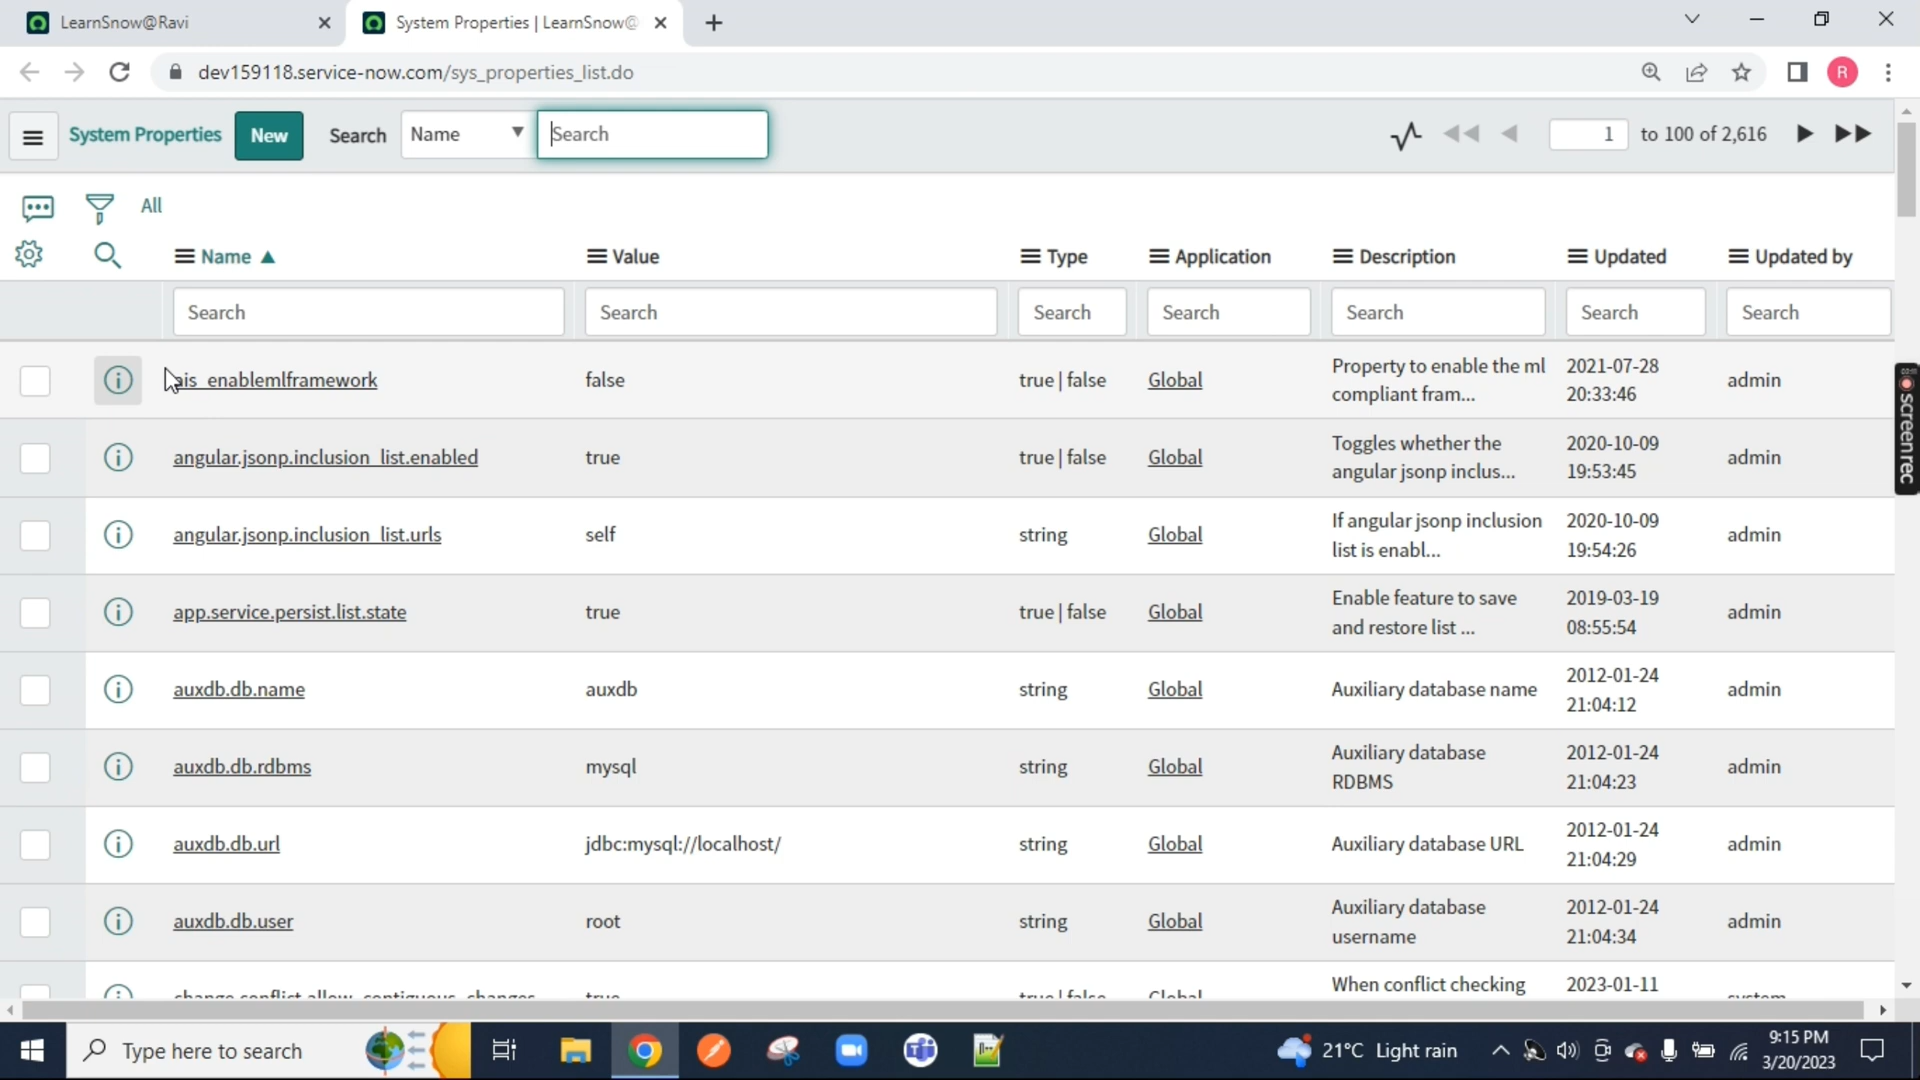 LearnSnow@Ravi
System Properties | LearnSnow@
dev159118.service-now.com/sys_properties_list.do
R
System Properties New Search Name Search 1 to 100 of 2,616
All
Name Value Type Application Description Updated Updated by
Search Search Search Search Search Search Search
ais_enablemlframework false true | false Global Property to enable the ml 2021-07-28 admin
compliant fram... 20:33:46
angular.jsonp.inclusion_list.enabled true true | false Global Toggles whether the 2020-10-09 admin
angular jsonp inclus... 19:53:45
angular.jsonp.inclusion_list.urls self string Global If angular jsonp inclusion 2020-10-09 admin
list is enabl... 19:54:26
app.service.persist.list.state true true | false Global Enable feature to save 2019-03-19 admin
and restore list ... 08:55:54
auxdb.db.name auxdb string Global Auxiliary database name 2012-01-24 admin
21:04:12
auxdb.db.rdbms mysql string Global Auxiliary database 2012-01-24 admin
RDBMS 21:04:23
auxdb.db.url jdbc:mysql://localhost/ string Global Auxiliary database URL 2012-01-24 admin
21:04:29
auxdb.db.user root string Global Auxiliary database 2012-01-24 admin
username 21:04:34
change.conflict.allow_contiguous_changes true true | false Global When conflict checking 2023-01-11 system
screenrec
Type here to search 21°C Light rain 9:15 PM
3/20/2023